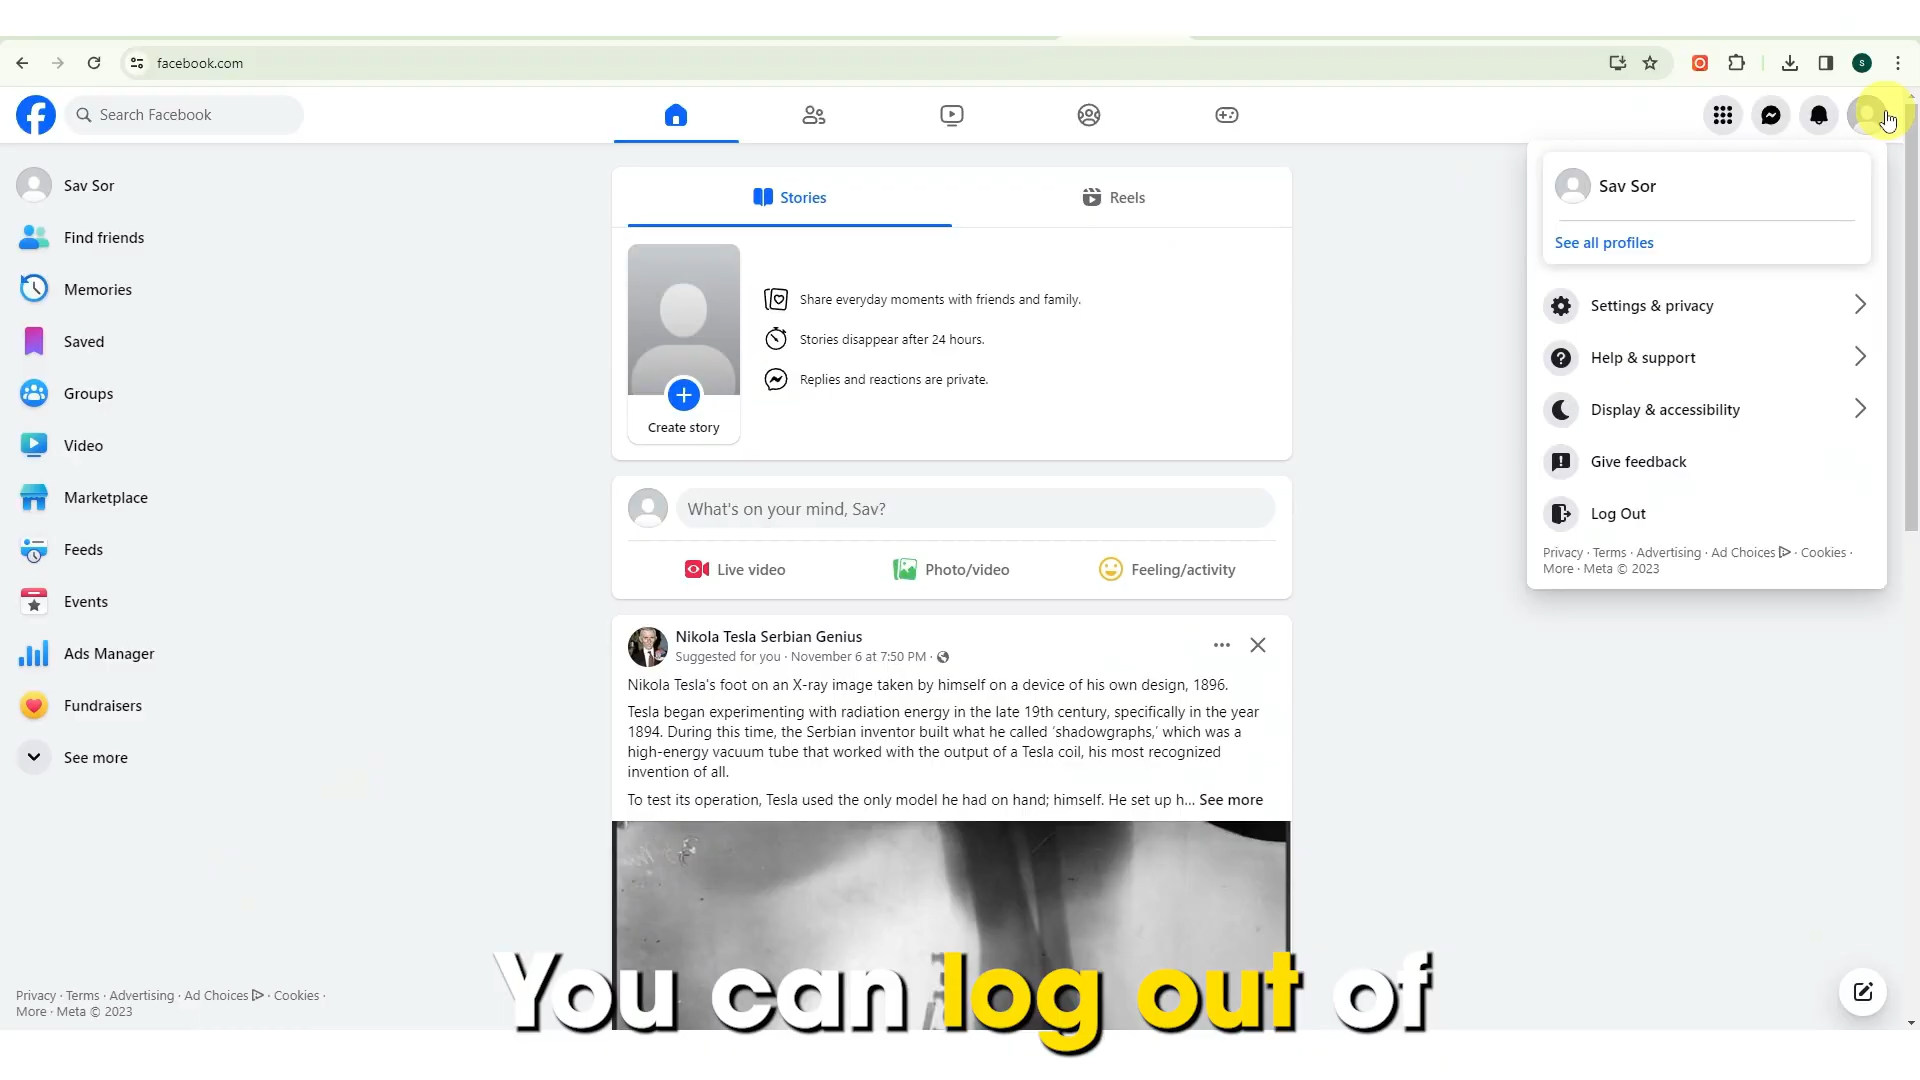 facebook.com
S
Search Facebook
Sav Sor
Find friends
Memories
Saved
Groups
Video
Marketplace
Feeds
Events
Ads Manager
Fundraisers
See more
Privacy · Terms · Advertising · Ad Choices · Cookies ·
More · Meta © 2023
Stories
Reels
Share everyday moments with friends and family.
Stories disappear after 24 hours.
Replies and reactions are private.
Create story
What's on your mind, Sav?
Live video
Photo/video
Feeling/activity
Nikola Tesla Serbian Genius
Suggested for you · November 6 at 7:50 PM ·
Nikola Tesla's foot on an X-ray image taken by himself on a device of his own design, 1896.
Tesla began experimenting with radiation energy in the late 19th century, specifically in the year
1894. During this time, the Serbian inventor built what he called 'shadowgraphs,' which was a
high-energy vacuum tube that worked with the output of a Tesla coil, his most recognized
invention of all.
To test its operation, Tesla used the only model he had on hand; himself. He set up h... See more
Sav Sor
See all profiles
Settings & privacy
Help & support
Display & accessibility
Give feedback
Log Out
Privacy · Terms · Advertising · Ad Choices · Cookies ·
More · Meta © 2023
You can log out of